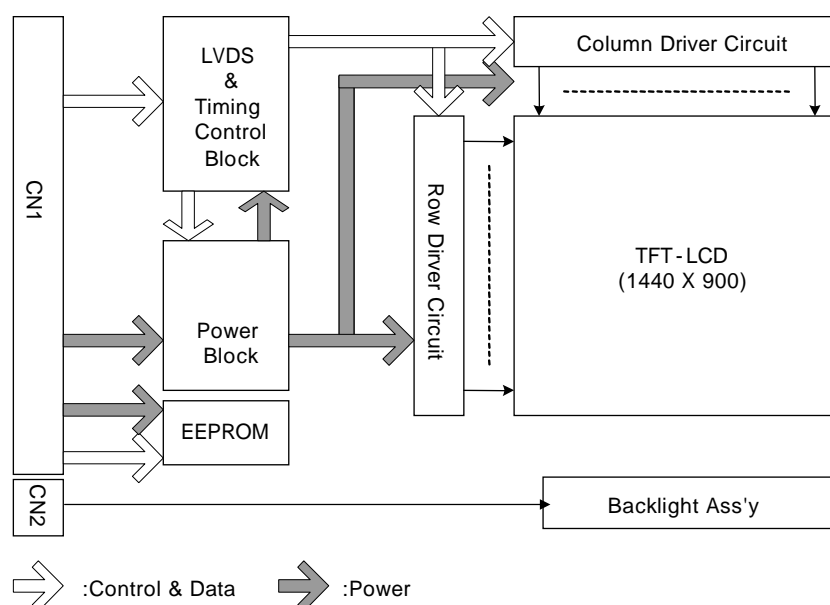 CN1
LVDS
&
Timing
Control
Block
Column Driver Circuit
Row Dirver Circuit
TFT-LCD
(1440 X 900)
Power
Block
EEPROM
CN2
Backlight Ass'y
:Control & Data
:Power